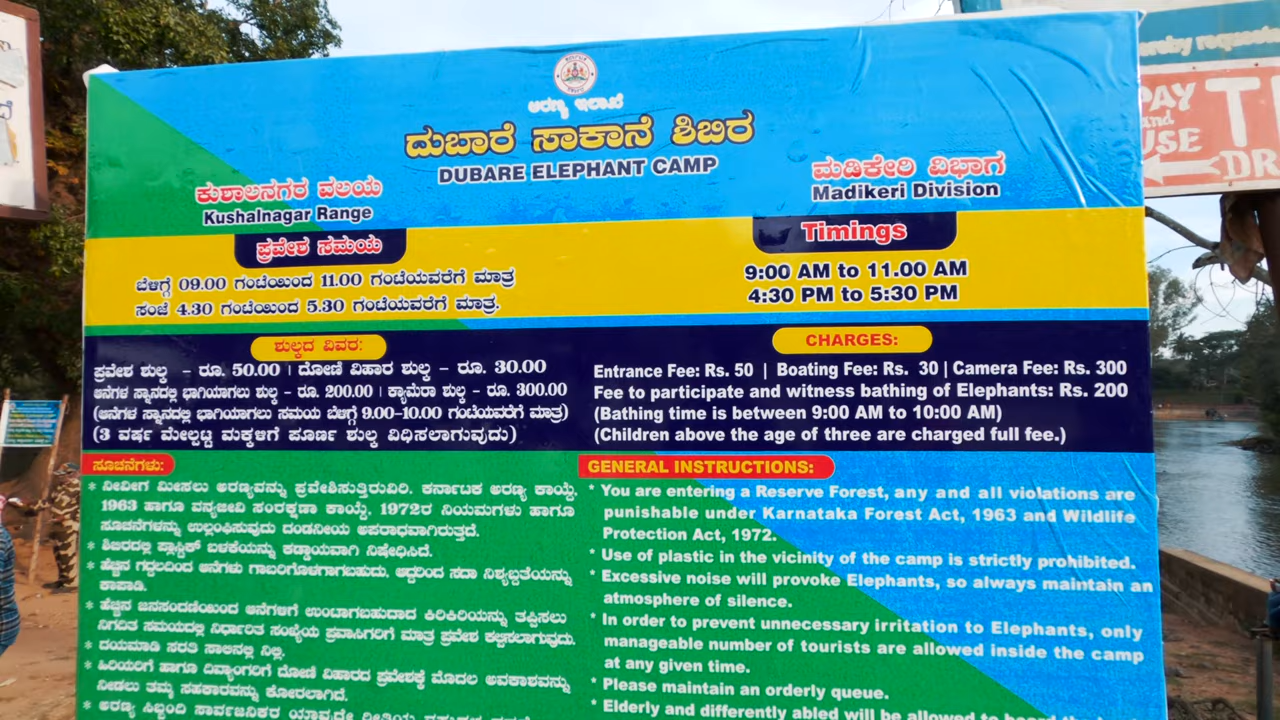 ಅರಣ್ಯ ಇಲಾಖೆ
ದುಬಾರೆ ಸಾಕಾನೆ ಶಿಬಿರ
DUBARE ELEPHANT CAMP
ಕುಶಾಲನಗರ ವಲಯ
Kushalnagar Range
ಮಡಿಕೇರಿ ವಿಭಾಗ
Madikeri Division
ಪ್ರವೇಶ ಸಮಯ
ಬೆಳಿಗ್ಗೆ 09.00 ಗಂಟೆಯಿಂದ 11.00 ಗಂಟೆಯವರೆಗೆ ಮಾತ್ರ
ಸಂಜೆ 4.30 ಗಂಟೆಯಿಂದ 5.30 ಗಂಟೆಯವರೆಗೆ ಮಾತ್ರ.
Timings
9:00 AM to 11.00 AM
4:30 PM to 5:30 PM
ಶುಲ್ಕದ ವಿವರ:
ಪ್ರವೇಶ ಶುಲ್ಕ - ರೂ. 50.00 | ದೋಣಿ ವಿಹಾರ ಶುಲ್ಕ - ರೂ. 30.00
ಆನೆಗಳ ಸ್ನಾನದಲ್ಲಿ ಭಾಗಿಯಾಗಲು ಶುಲ್ಕ - ರೂ. 200.00 | ಕ್ಯಾಮೆರಾ ಶುಲ್ಕ - ರೂ. 300.00
(ಆನೆಗಳ ಸ್ನಾನದಲ್ಲಿ ಭಾಗಿಯಾಗಲು ಸಮಯ ಬೆಳಿಗ್ಗೆ 9.00-10.00 ಗಂಟೆಯವರೆಗೆ ಮಾತ್ರ)
(3 ವರ್ಷ ಮೇಲ್ಪಟ್ಟ ಮಕ್ಕಳಿಗೆ ಪೂರ್ಣ ಶುಲ್ಕ ವಿಧಿಸಲಾಗುವುದು)
CHARGES:
Entrance Fee: Rs. 50 | Boating Fee: Rs. 30 | Camera Fee: Rs. 300
Fee to participate and witness bathing of Elephants: Rs. 200
(Bathing time is between 9:00 AM to 10:00 AM)
(Children above the age of three are charged full fee.)
ಸೂಚನೆಗಳು:
* ನೀವೀಗ ಮೀಸಲು ಅರಣ್ಯವನ್ನು ಪ್ರವೇಶಿಸುತ್ತಿರುವಿರಿ. ಕರ್ನಾಟಕ ಅರಣ್ಯ ಕಾಯ್ದೆ,
1963 ಹಾಗೂ ವನ್ಯಜೀವಿ ಸಂರಕ್ಷಣಾ ಕಾಯ್ದೆ, 1972ರ ನಿಯಮಗಳು ಹಾಗೂ
ಸೂಚನೆಗಳನ್ನು ಉಲ್ಲಂಘಿಸುವುದು ದಂಡನೀಯ ಅಪರಾಧವಾಗಿರುತ್ತದೆ.
* ಶಿಬಿರದಲ್ಲಿ ಪ್ಲಾಸ್ಟಿಕ್ ಬಳಕೆಯನ್ನು ಕಡ್ಡಾಯವಾಗಿ ನಿಷೇಧಿಸಿದೆ.
* ಹೆಚ್ಚಿನ ಗದ್ದಲದಿಂದ ಆನೆಗಳು ಗಾಬರಿಗೊಳಗಾಗಬಹುದು, ಆದ್ದರಿಂದ ಸದಾ ನಿಶ್ಯಬ್ದತೆಯನ್ನು
ಕಾಪಾಡಿ.
* ಹೆಚ್ಚಿನ ಜನಸಂದಣಿಯಿಂದ ಆನೆಗಳಿಗೆ ಉಂಟಾಗಬಹುದಾದ ಕಿರಿಕಿರಿಯನ್ನು ತಪ್ಪಿಸಲು
ನಿಗದಿತ ಸಮಯದಲ್ಲಿ ನಿರ್ಧಾರಿತ ಸಂಖ್ಯೆಯ ಪ್ರವಾಸಿಗರಿಗೆ ಮಾತ್ರ ಪ್ರವೇಶ ಕಲ್ಪಿಸಲಾಗುವುದು.
* ದಯಮಾಡಿ ಸರತಿ ಸಾಲಿನಲ್ಲಿ ನಿಲ್ಲಿ.
* ಹಿರಿಯರಿಗೆ ಹಾಗೂ ದಿವ್ಯಾಂಗರಿಗೆ ದೋಣಿ ವಿಹಾರದ ಪ್ರವೇಶಕ್ಕೆ ಮೊದಲ ಅವಕಾಶವನ್ನು
ನೀಡಲು ತಮ್ಮ ಸಹಕಾರವನ್ನು ಕೋರಲಾಗಿದೆ.
* ಅರಣ್ಯ ಸಿಬ್ಬಂದಿ ಸಾರ್ವಜನಿಕರ
GENERAL INSTRUCTIONS:
* You are entering a Reserve Forest, any and all violations are
punishable under Karnataka Forest Act, 1963 and Wildlife
Protection Act, 1972.
* Use of plastic in the vicinity of the camp is strictly prohibited.
* Excessive noise will provoke Elephants, so always maintain an
atmosphere of silence.
* In order to prevent unnecessary irritation to Elephants, only
manageable number of tourists are allowed inside the camp
at any given time.
* Please maintain an orderly queue.
* Elderly and differently abled will be allowed to board the
PAY
and
USE